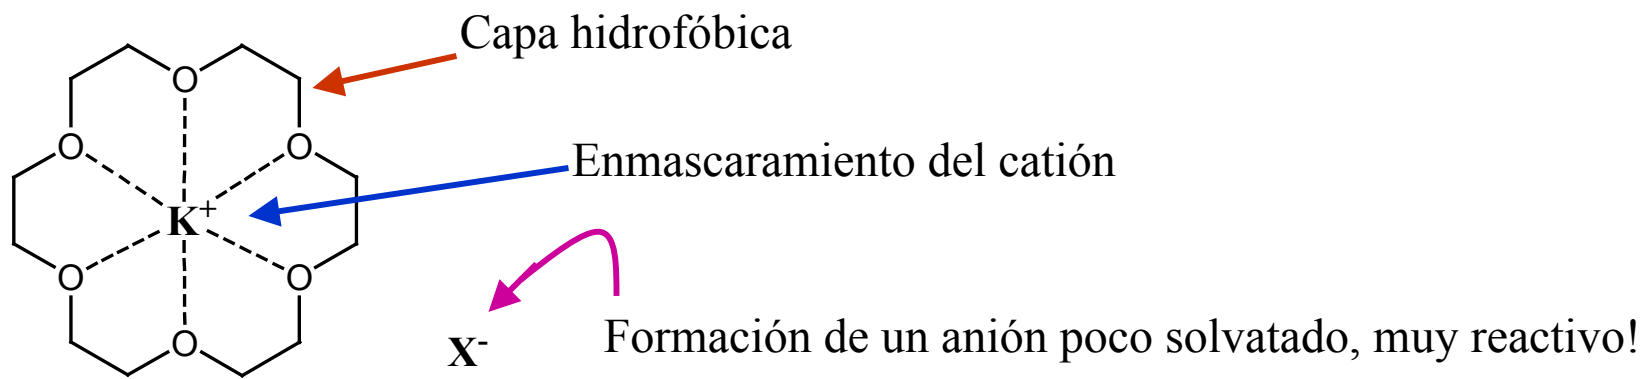 Capa hidrofóbica
O
O O
Enmascaramiento del catión
K⁺
O O
O
X⁻
Formación de un anión poco solvatado, muy reactivo!